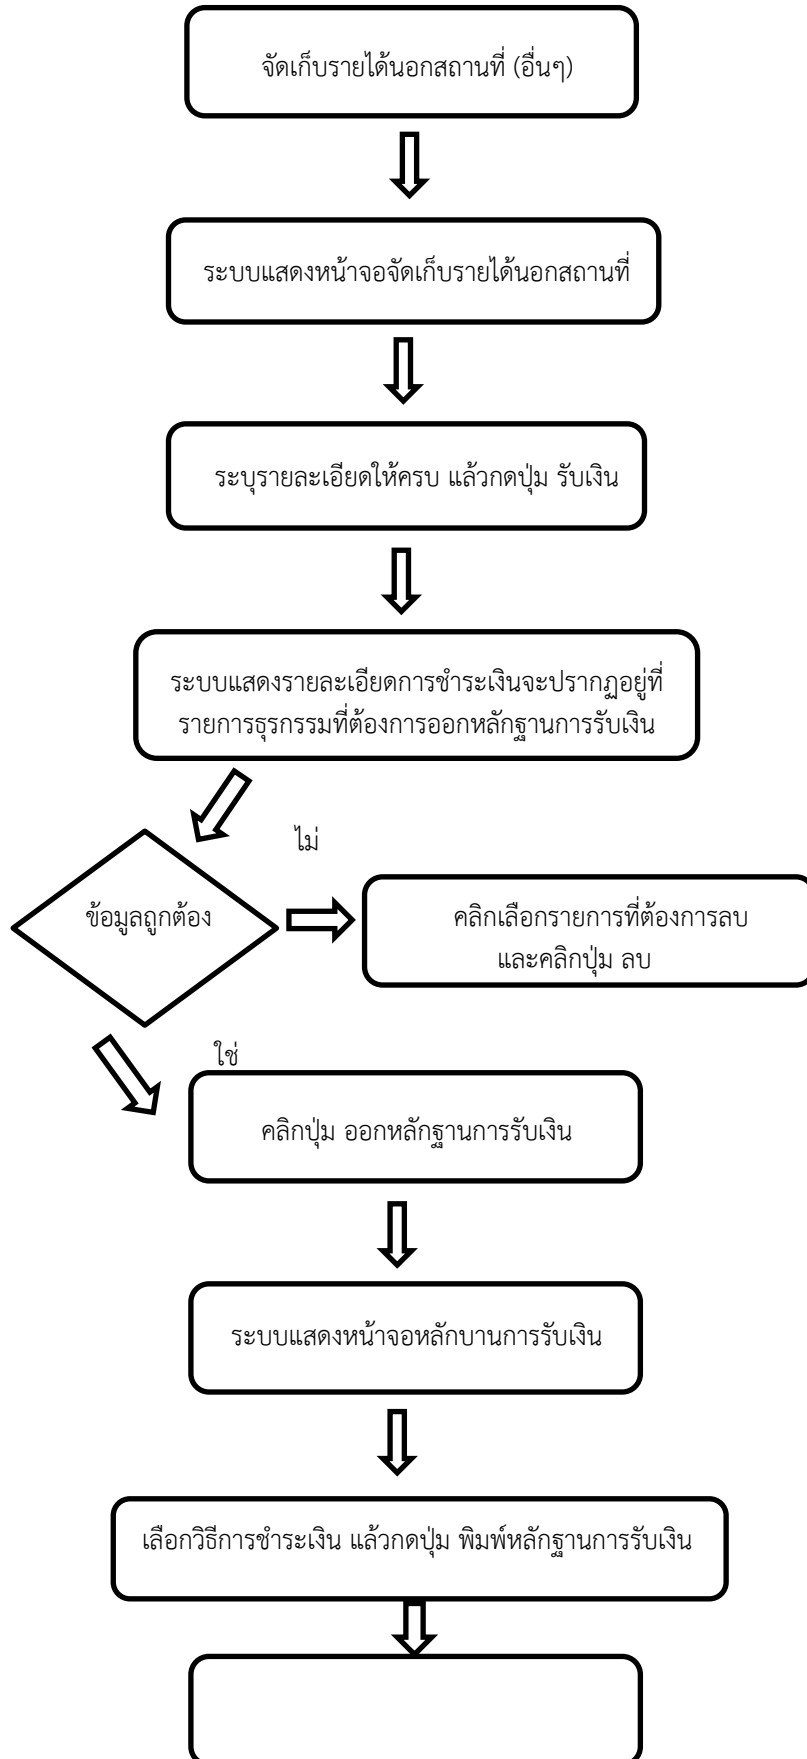 จัดเก็บรายได้นอกสถานที่ (อื่นๆ)
ระบบแสดงหน้าจอจัดเก็บรายได้นอกสถานที่
ระบุรายละเอียดให้ครบ แล้วกดปุ่ม รับเงิน
ระบบแสดงรายละเอียดการชำระเงินจะปรากฏอยู่ที่
รายการธุรกรรมที่ต้องการออกหลักฐานการรับเงิน
ไม่
ข้อมูลถูกต้อง
คลิกเลือกรายการที่ต้องการลบ
และคลิกปุ่ม ลบ
ใช่
คลิกปุ่ม ออกหลักฐานการรับเงิน
ระบบแสดงหน้าจอหลักบานการรับเงิน
เลือกวิธีการชำระเงิน แล้วกดปุ่ม พิมพ์หลักฐานการรับเงิน